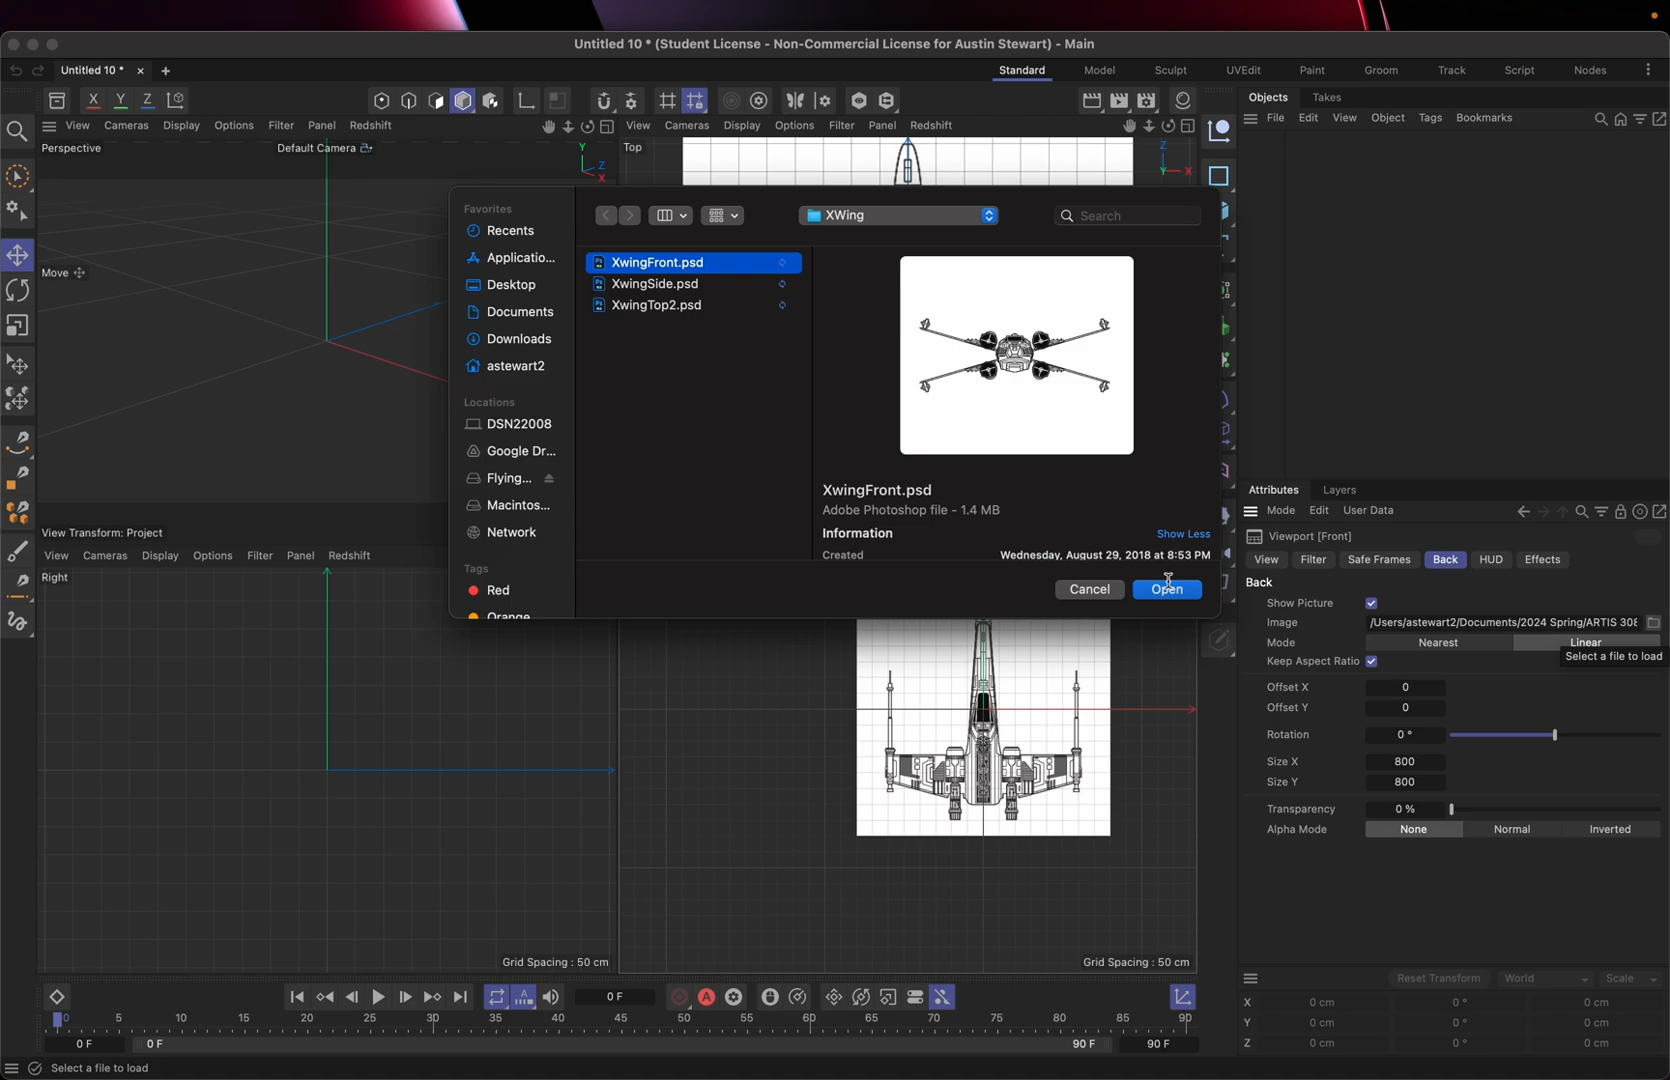 Untitled 10 * (Student License - Non-Commercial License for Austin Stewart) - Main
Untitled 10 * × +
Standard Model Sculpt UVEdit Paint Groom Track Script Nodes
X Y Z
Objects Takes
View Cameras Display Options Filter Panel Redshift
View Cameras Display Options Filter Panel Redshift
File Edit View Object Tags Bookmarks
Perspective
Default Camera
Y
Z
X
Top
Z
Y
X
Move
Favorites
Recents
Applicatio...
Desktop
Documents
Downloads
astewart2
Locations
DSN22008
Google Dr...
Flying...
Macintos...
Network
Tags
Red
Orange
XWing
Search
XwingFront.psd
XwingSide.psd
XwingTop2.psd
XwingFront.psd
Adobe Photoshop file - 1.4 MB
Information
Show Less
Created
Wednesday, August 29, 2018 at 8:53 PM
Cancel
Open
View Transform: Project
View Cameras Display Options Filter Panel Redshift
Right
Grid Spacing : 50 cm
Grid Spacing : 50 cm
Attributes Layers
Mode Edit User Data
Viewport [Front]
View Filter Safe Frames Back HUD Effects
Back
Show Picture
Image /Users/astewart2/Documents/2024 Spring/ARTIS 308
Mode Nearest Linear
Select a file to load
Keep Aspect Ratio
Offset X 0
Offset Y 0
Rotation 0 °
Size X 800
Size Y 800
Transparency 0 %
Alpha Mode None Normal Inverted
Reset Transform World Scale
X 0 cm 0 ° 0 cm
Y 0 cm 0 ° 0 cm
Z 0 cm 0 ° 0 cm
0 F
0 5 10 15 20 25 30 35 40 45 50 55 60 65 70 75 80 85 90
0 F 0 F 90 F 90 F
Select a file to load